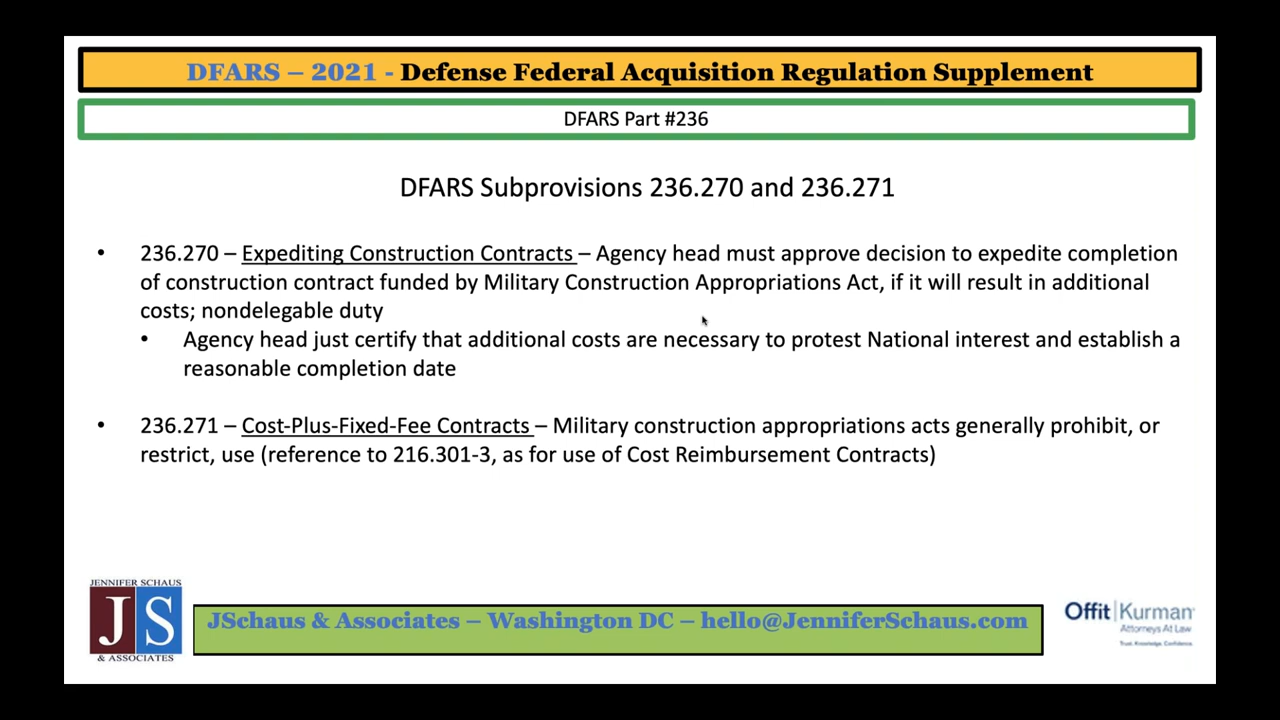 DFARS – 2021 - Defense Federal Acquisition Regulation Supplement
DFARS Part #236
DFARS Subprovisions 236.270 and 236.271
• 236.270 – Expediting Construction Contracts – Agency head must approve decision to expedite completion
of construction contract funded by Military Construction Appropriations Act, if it will result in additional
costs; nondelegable duty
• Agency head just certify that additional costs are necessary to protest National interest and establish a
reasonable completion date
• 236.271 – Cost-Plus-Fixed-Fee Contracts – Military construction appropriations acts generally prohibit, or
restrict, use (reference to 216.301-3, as for use of Cost Reimbursement Contracts)
JENNIFER SCHAUS
JS
& ASSOCIATES
JSchaus & Associates – Washington DC – hello@JenniferSchaus.com
Offit|Kurman
Attorneys At Law
Trust. Knowledge. Confidence.